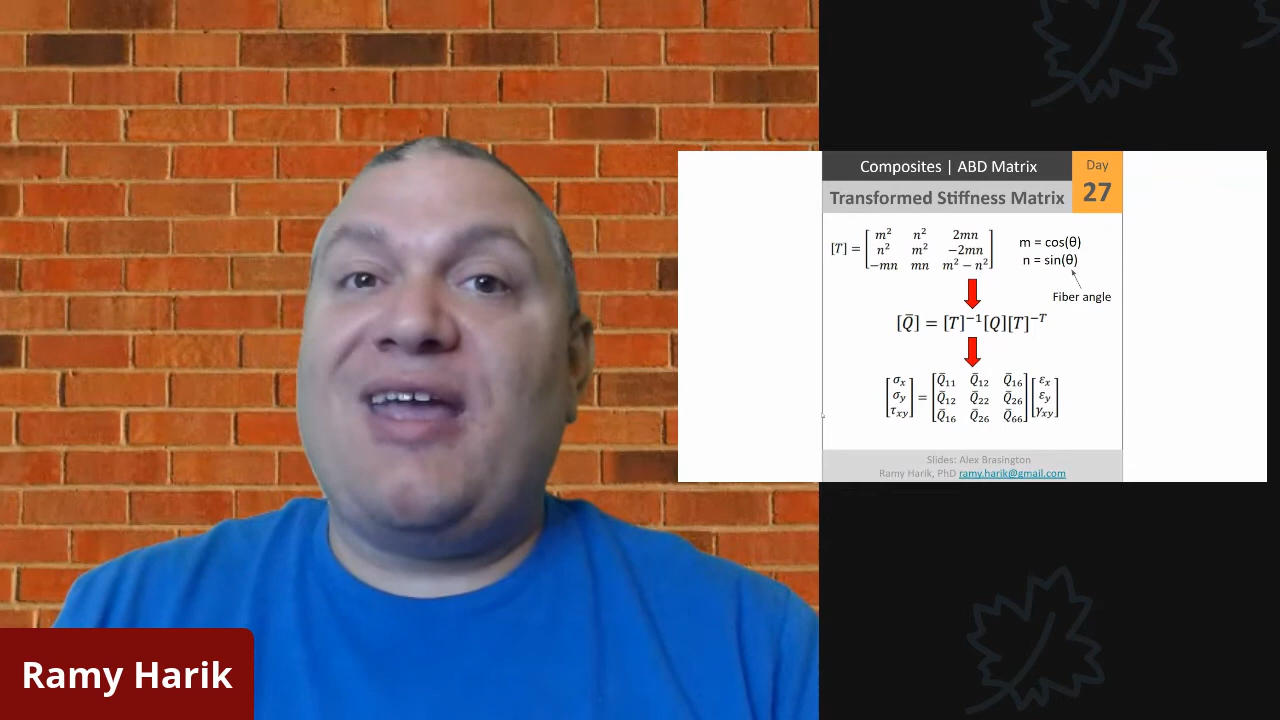 Composites | ABD Matrix
Day
27
Transformed Stiffness Matrix
[T] = [m² n² 2mn
n² m² −2mn
−mn mn m² − n²]
m = cos(θ)
n = sin(θ)
Fiber angle
[Q̄] = [T]⁻¹[Q][T]⁻ᵀ
[σx σy τxy] = [Q̄11 Q̄12 Q̄16
Q̄12 Q̄22 Q̄26
Q̄16 Q̄26 Q̄66] [εx εy γxy]
Slides: Alex Brasington
Ramy Harik, PhD ramy.harik@gmail.com
Ramy Harik